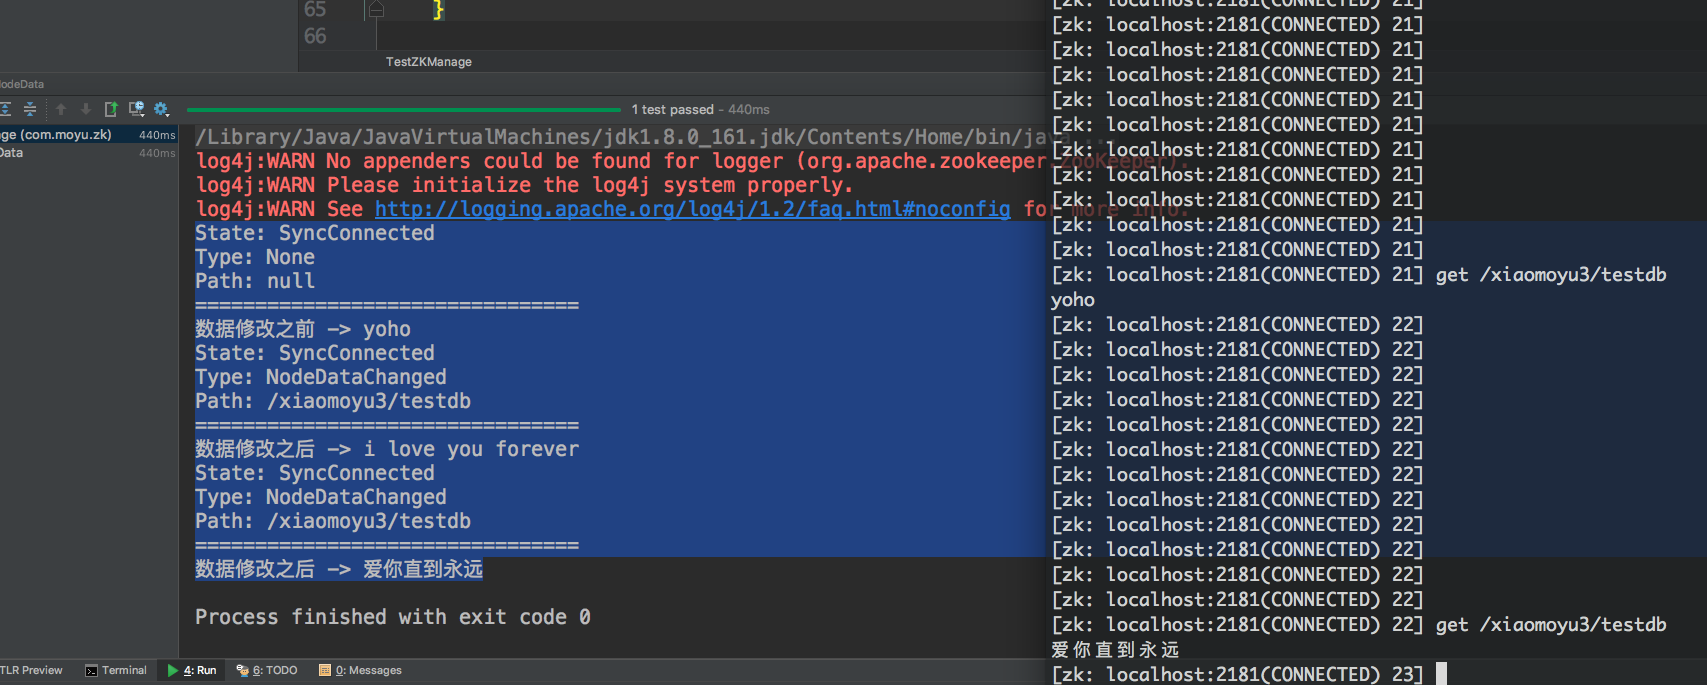 65 }
66
TestZKManage
NodeData
1 test passed – 440ms
ge (com.moyu.zk) 440ms
Data 440ms
/Library/Java/JavaVirtualMachines/jdk1.8.0_161.jdk/Contents/Home/bin/java ...
log4j:WARN No appenders could be found for logger (org.apache.zookeeper.ZooKeeper).
log4j:WARN Please initialize the log4j system properly.
log4j:WARN See http://logging.apache.org/log4j/1.2/faq.html#noconfig for more info.
State: SyncConnected
Type: None
Path: null
================================
数据修改之前 -> yoho
State: SyncConnected
Type: NodeDataChanged
Path: /xiaomoyu3/testdb
================================
数据修改之后 -> i love you forever
State: SyncConnected
Type: NodeDataChanged
Path: /xiaomoyu3/testdb
================================
数据修改之后 -> 爱你直到永远
Process finished with exit code 0
TLR Preview Terminal 4: Run 6: TODO 0: Messages
[zk: localhost:2181(CONNECTED) 21]
[zk: localhost:2181(CONNECTED) 21]
[zk: localhost:2181(CONNECTED) 21]
[zk: localhost:2181(CONNECTED) 21]
[zk: localhost:2181(CONNECTED) 21]
[zk: localhost:2181(CONNECTED) 21]
[zk: localhost:2181(CONNECTED) 21]
[zk: localhost:2181(CONNECTED) 21]
[zk: localhost:2181(CONNECTED) 21]
[zk: localhost:2181(CONNECTED) 21]
[zk: localhost:2181(CONNECTED) 21]
[zk: localhost:2181(CONNECTED) 21] get /xiaomoyu3/testdb
yoho
[zk: localhost:2181(CONNECTED) 22]
[zk: localhost:2181(CONNECTED) 22]
[zk: localhost:2181(CONNECTED) 22]
[zk: localhost:2181(CONNECTED) 22]
[zk: localhost:2181(CONNECTED) 22]
[zk: localhost:2181(CONNECTED) 22]
[zk: localhost:2181(CONNECTED) 22]
[zk: localhost:2181(CONNECTED) 22]
[zk: localhost:2181(CONNECTED) 22]
[zk: localhost:2181(CONNECTED) 22]
[zk: localhost:2181(CONNECTED) 22]
[zk: localhost:2181(CONNECTED) 22]
[zk: localhost:2181(CONNECTED) 22] get /xiaomoyu3/testdb
爱你直到永远
[zk: localhost:2181(CONNECTED) 23]